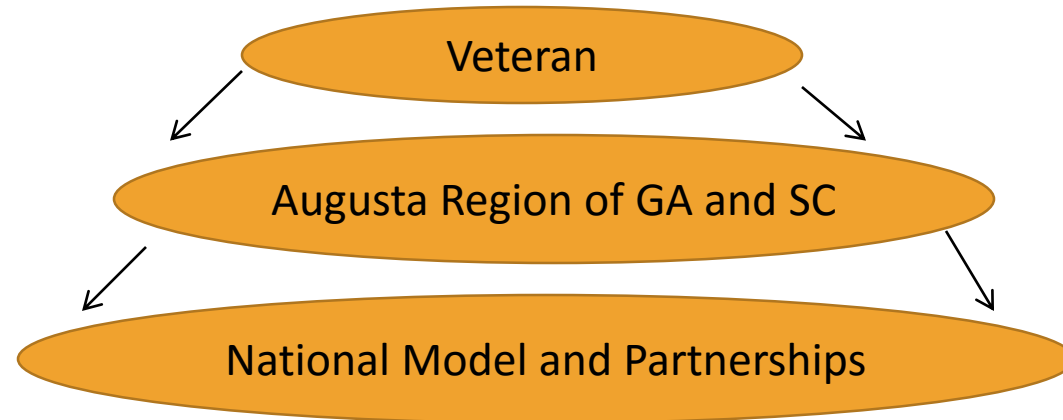 Veteran
Augusta Region of GA and SC
National Model and Partnerships